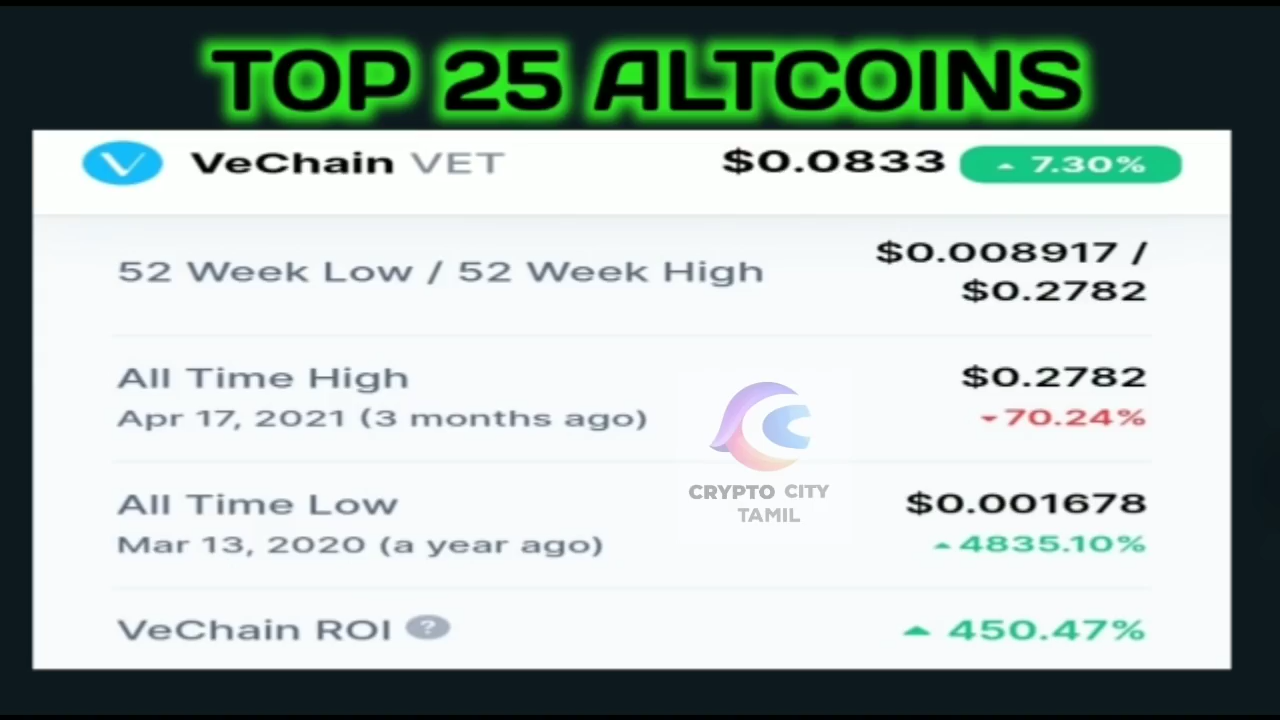 TOP 25 ALTCOINS
VeChain VET $0.0833 7.30%
52 Week Low / 52 Week High $0.008917 /
$0.2782
All Time High $0.2782
Apr 17, 2021 (3 months ago) 70.24%
CRYPTO CITY
TAMIL
All Time Low $0.001678
Mar 13, 2020 (a year ago) 4835.10%
VeChain ROI ? 450.47%